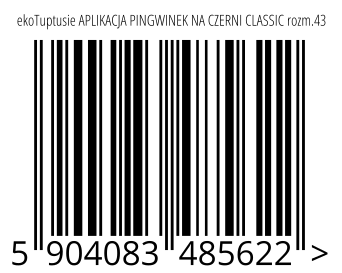 ekoTuptusie APLIKACJA PINGWINEK NA CZERNI CLASSIC rozm.43
5 904083 485622 >